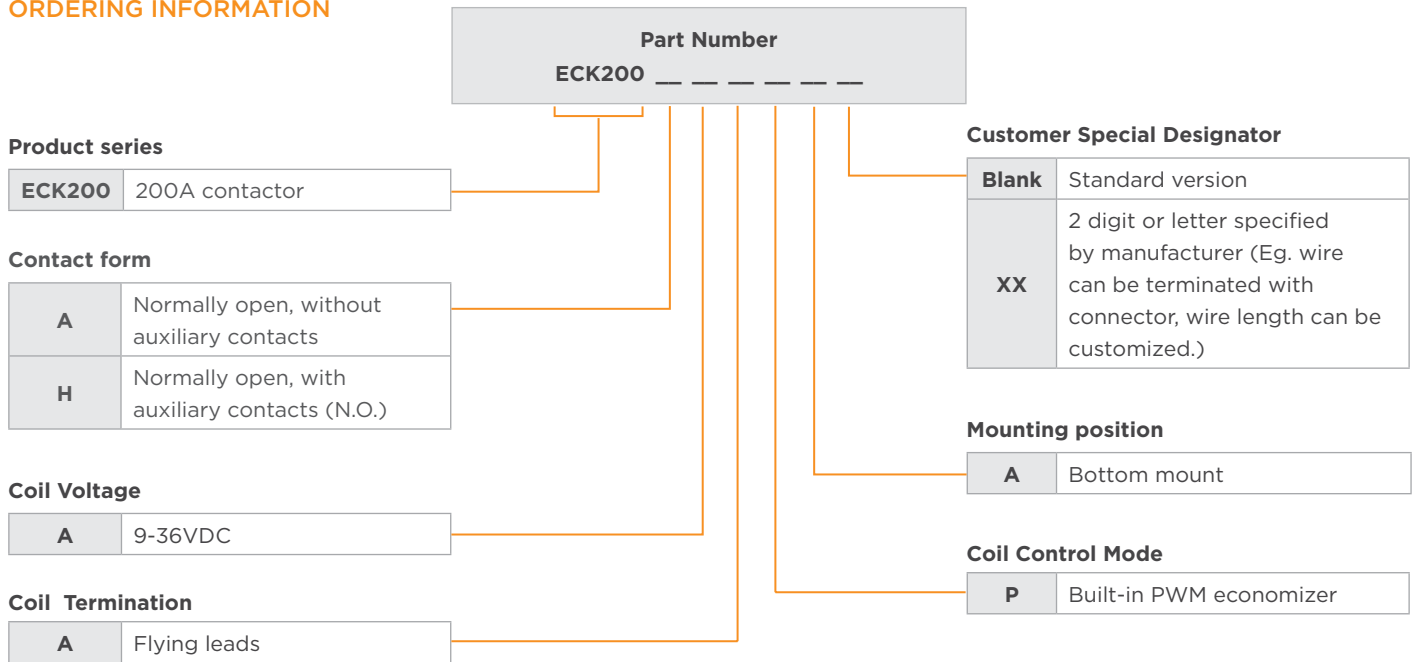 ORDERING INFORMATION
Part Number
ECK200 __ __ __ __ __ __
Product series
ECK200 200A contactor
Contact form
A Normally open, without
auxiliary contacts
H Normally open, with
auxiliary contacts (N.O.)
Coil Voltage
A 9-36VDC
Coil Termination
A Flying leads
Customer Special Designator
Blank Standard version
2 digit or letter specified
by manufacturer (Eg. wire
XX can be terminated with
connector, wire length can be
customized.)
Mounting position
A Bottom mount
Coil Control Mode
P Built-in PWM economizer